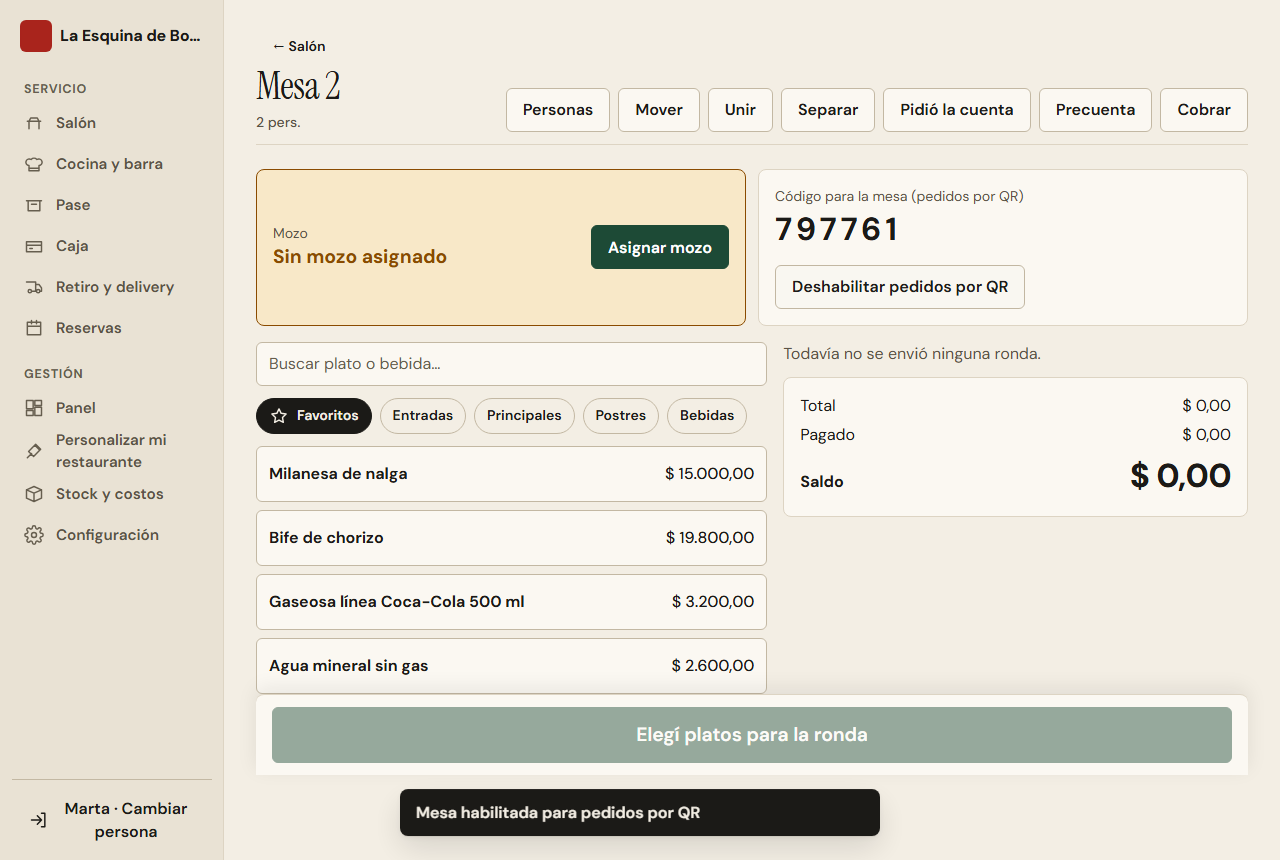 La Esquina de Bo...
SERVICIO
Salón
Cocina y barra
Pase
Caja
Retiro y delivery
Reservas
GESTIÓN
Panel
Personalizar mi
restaurante
Stock y costos
Configuración
Marta · Cambiar
persona
← Salón
Mesa 2
2 pers.
Personas
Mover
Unir
Separar
Pidió la cuenta
Precuenta
Cobrar
Mozo
Sin mozo asignado
Asignar mozo
Código para la mesa (pedidos por QR)
797761
Deshabilitar pedidos por QR
Buscar plato o bebida...
Favoritos
Entradas
Principales
Postres
Bebidas
Milanesa de nalga $ 15.000,00
Bife de chorizo $ 19.800,00
Gaseosa línea Coca-Cola 500 ml $ 3.200,00
Agua mineral sin gas $ 2.600,00
Todavía no se envió ninguna ronda.
Total $ 0,00
Pagado $ 0,00
Saldo $ 0,00
Elegí platos para la ronda
Mesa habilitada para pedidos por QR